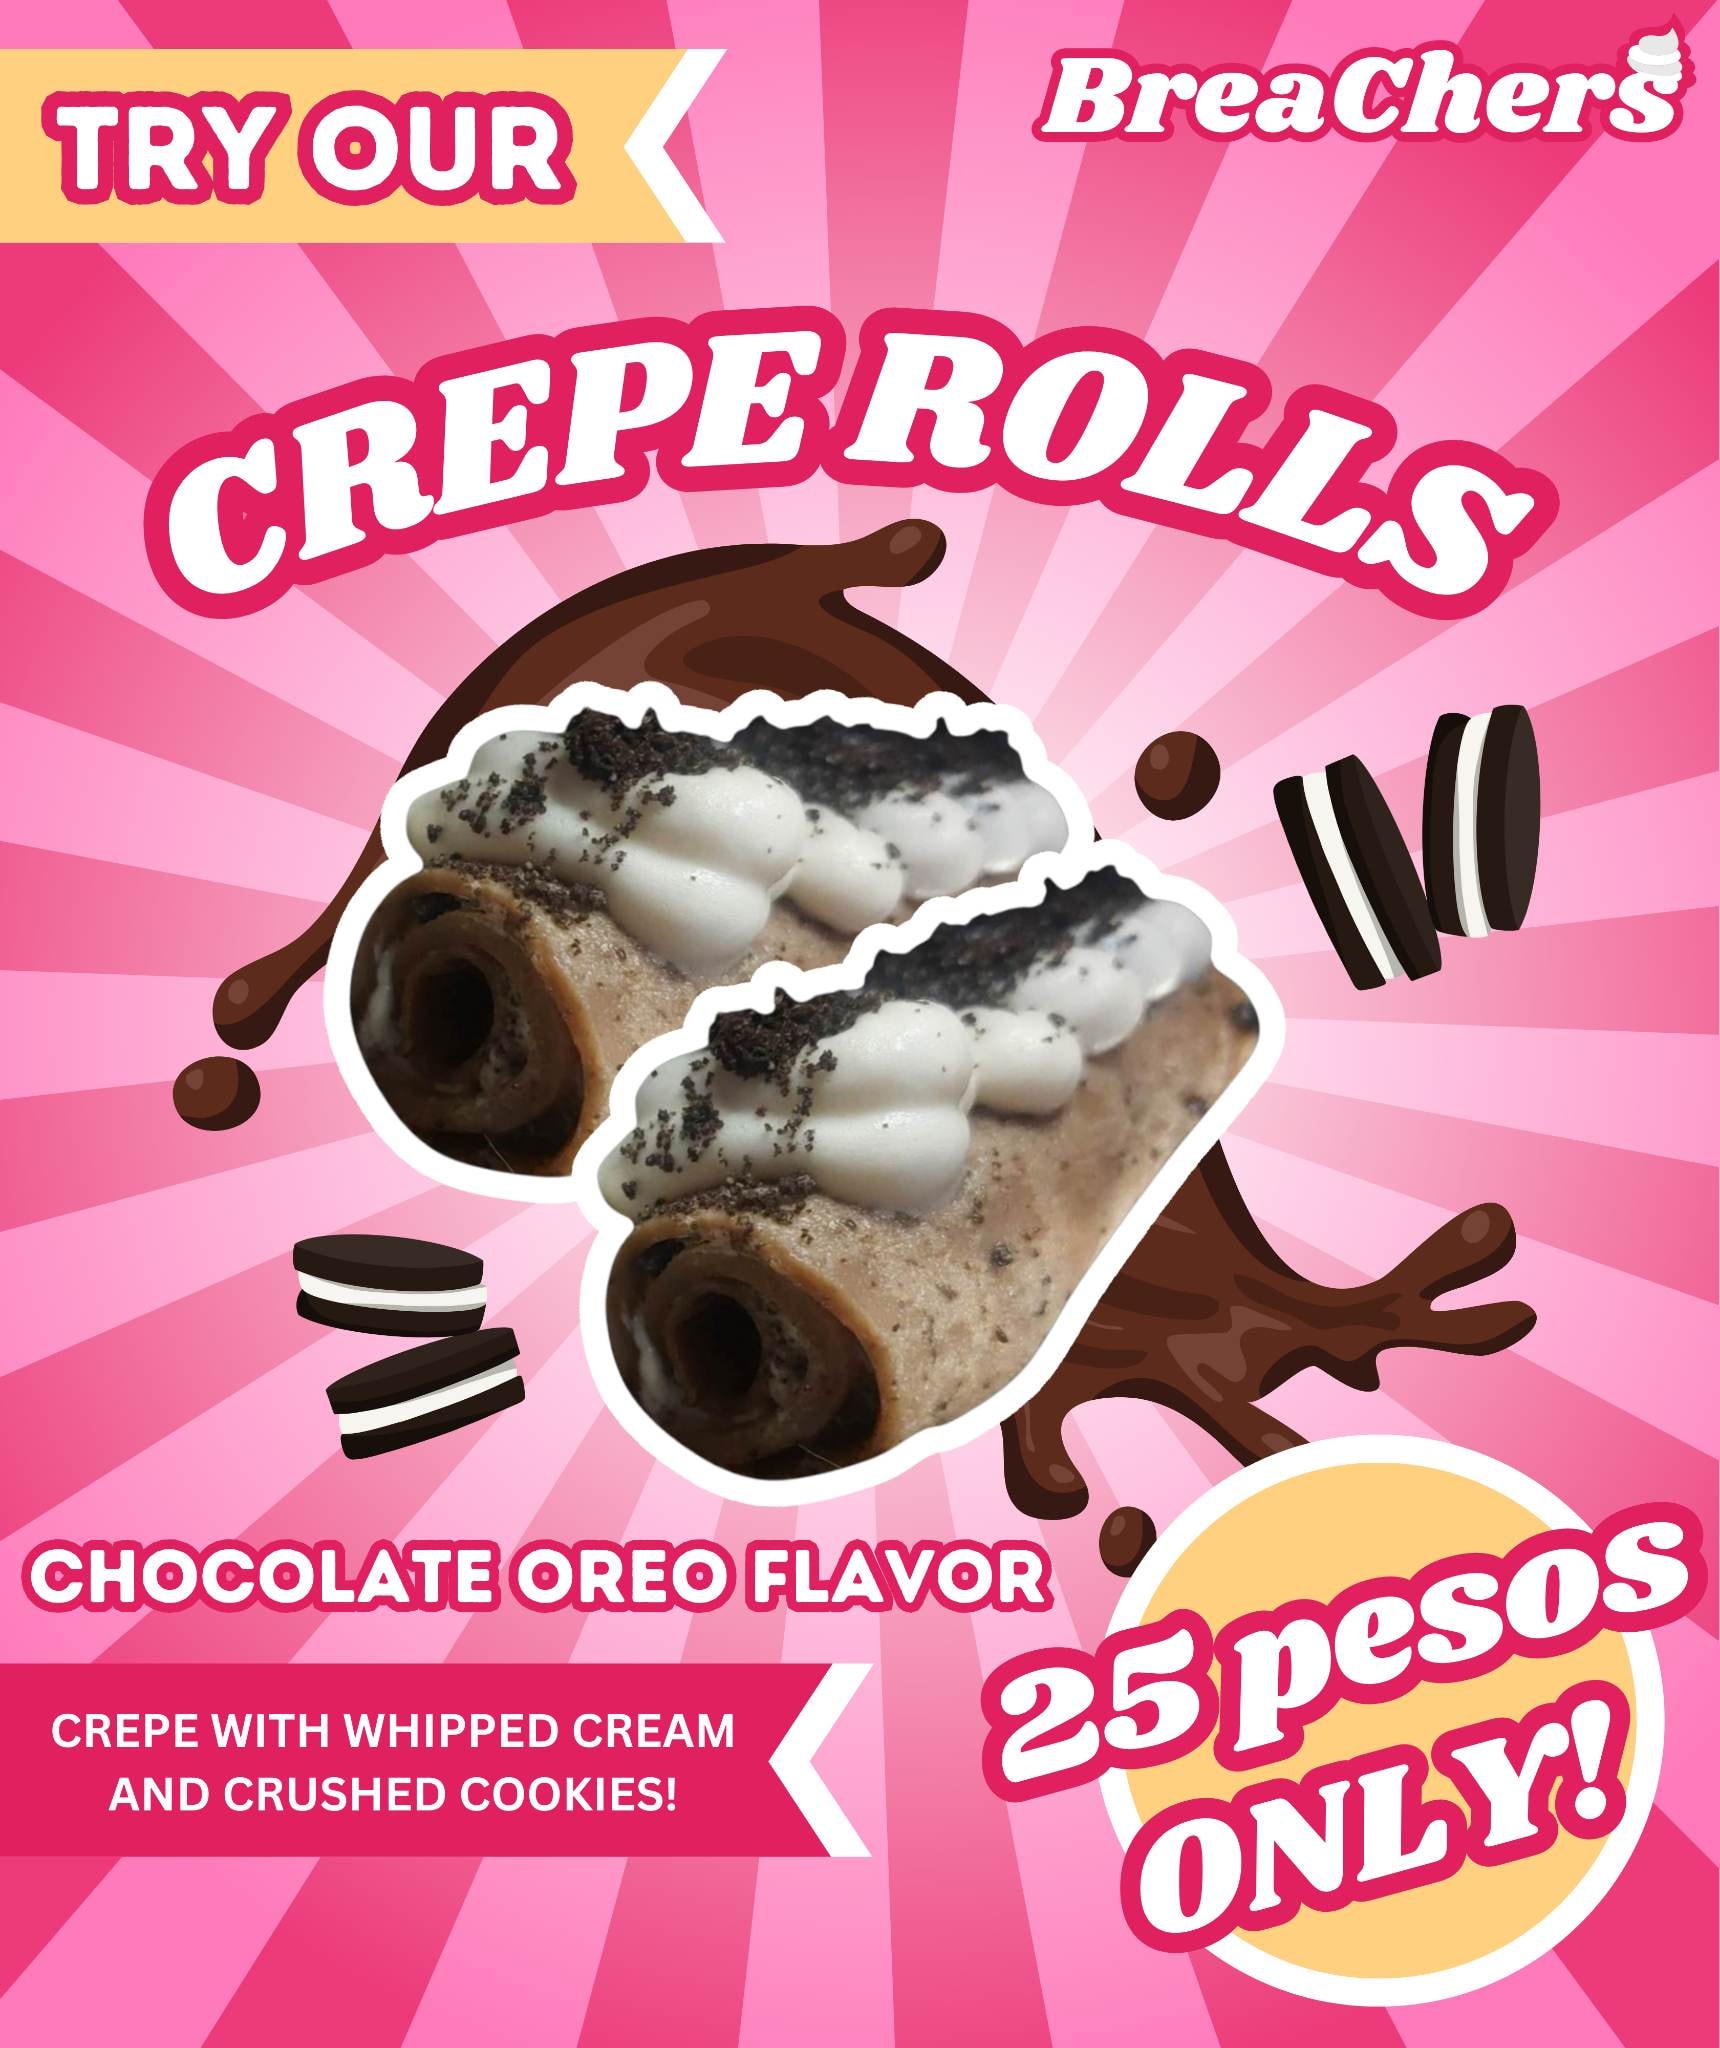 TRY OUR
BreaChers
CREPE ROLLS
CHOCOLATE OREO FLAVOR
CREPE WITH WHIPPED CREAM
AND CRUSHED COOKIES!
25 pesos
ONLY!